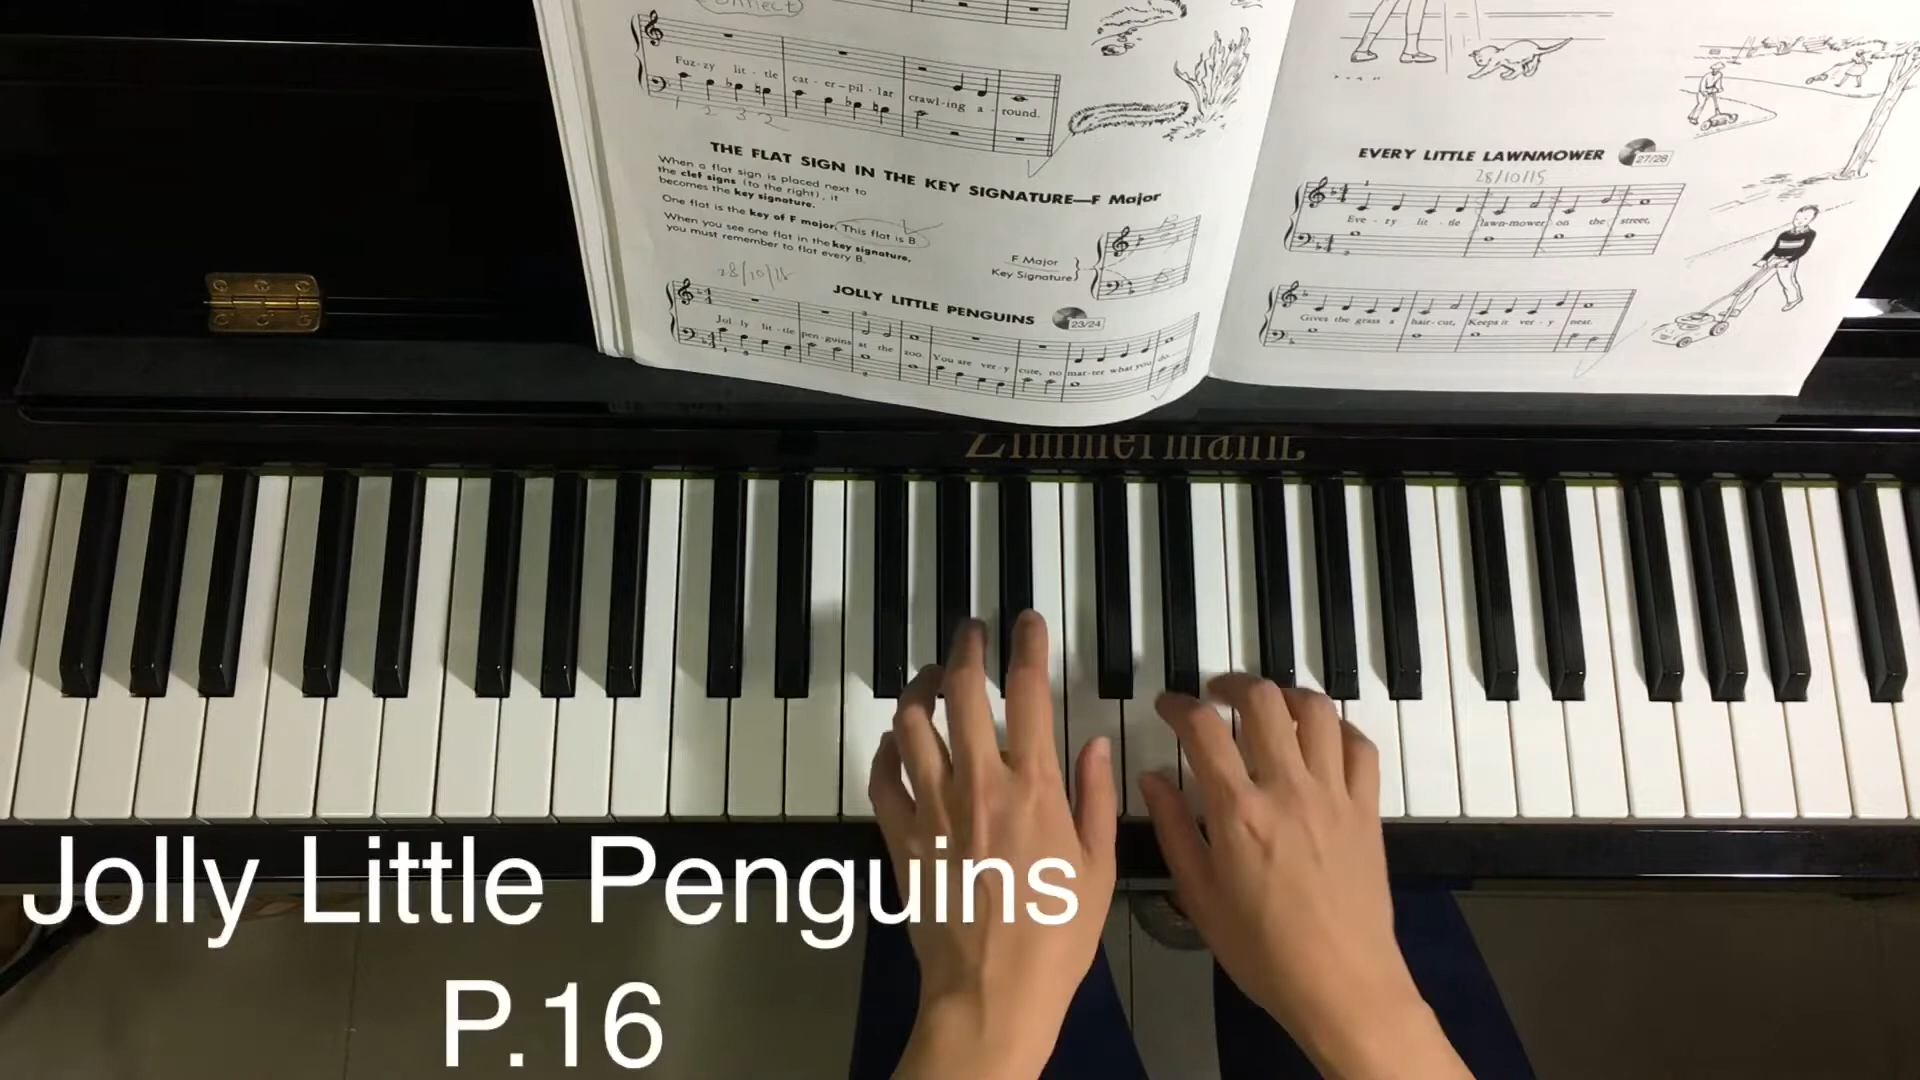 Connect
Fuz - zy lit - tle cat - er - pil - lar crawl - ing a - round.
1 2 3 2
THE FLAT SIGN IN THE KEY SIGNATURE—F Major
When a flat sign is placed next to
the clef signs (to the right), it
becomes the key signature.
One flat is the key of F major. This flat is B
When you see one flat in the key signature,
you must remember to flat every B.
F Major
Key Signature
28/10/15
JOLLY LITTLE PENGUINS
23/24
Jol - ly lit - tle pen - guins at the zoo. You are ver - y cute, no mat - ter what you do.
EVERY LITTLE LAWNMOWER
27/28
28/10/15
Eve - ry lit - tle lawn-mower on the street,
Gives the grass a hair-cut, Keeps it ver - y neat.
Zimmermann
Jolly Little Penguins
P.16